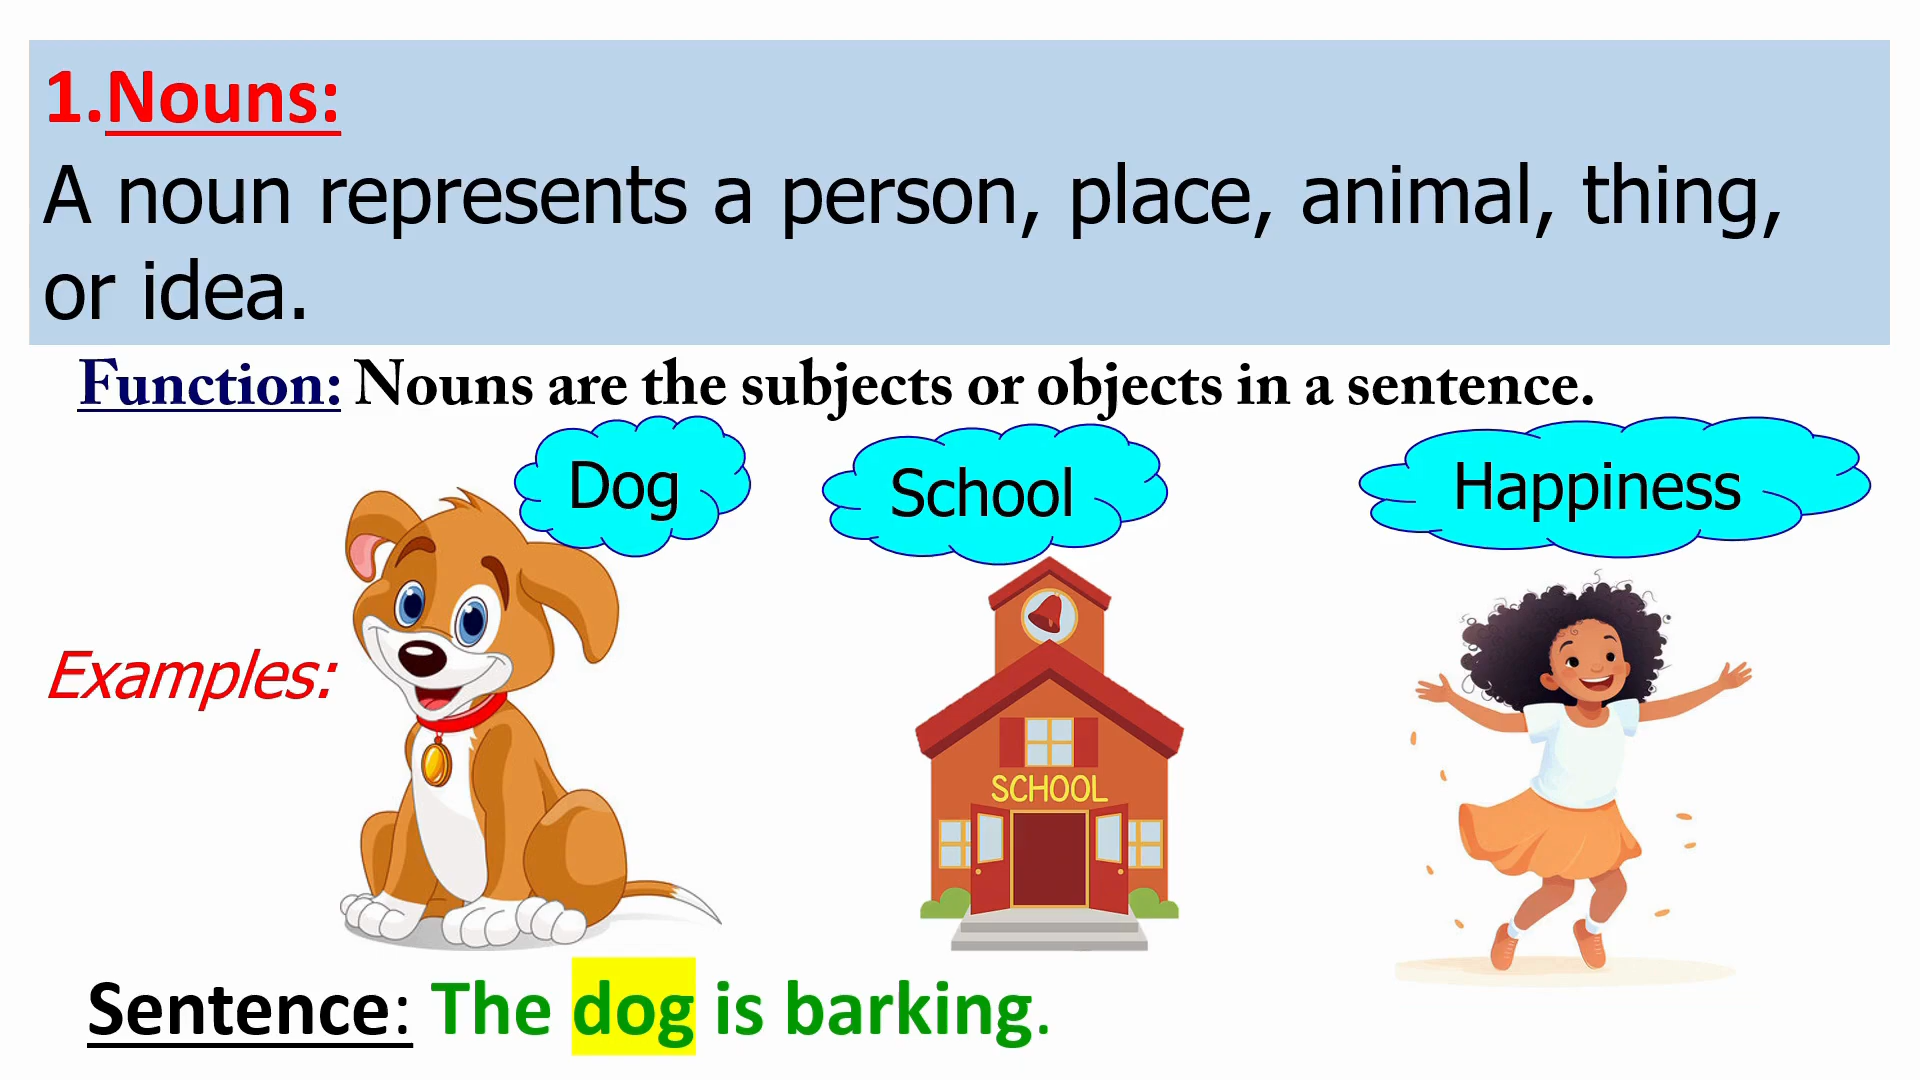 1.Nouns:
A noun represents a person, place, animal, thing,
or idea.
Function: Nouns are the subjects or objects in a sentence.
Dog
School
Happiness
Examples:
SCHOOL
Sentence: The dog is barking.